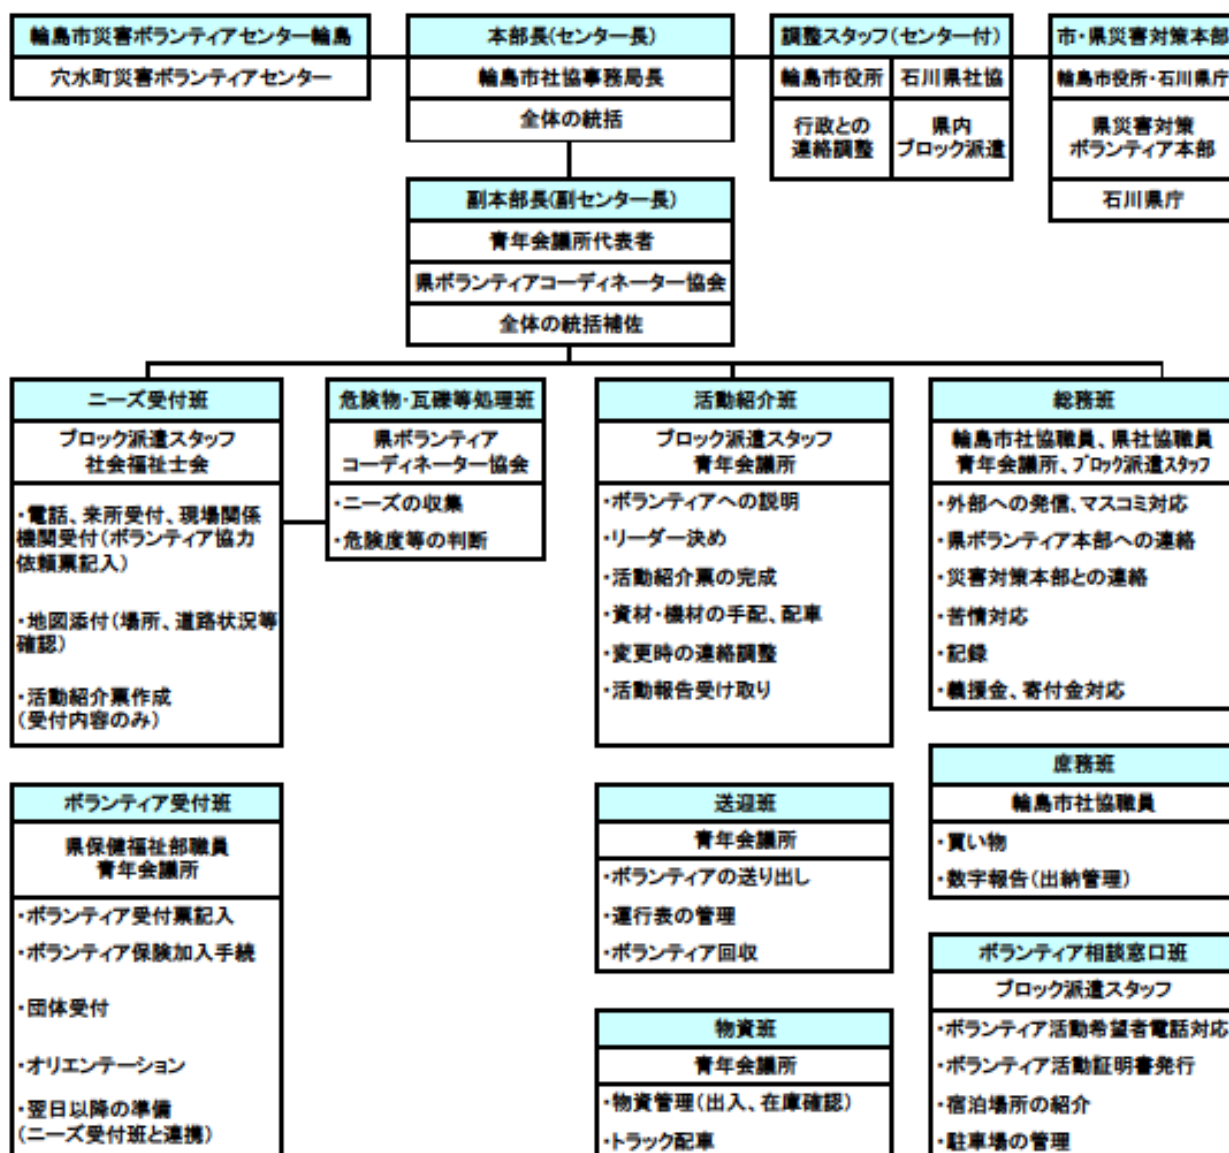 輪島市災害ボランティアセンター輪島
穴水町災害ボランティアセンター
本部長(センター長)
輪島市社協事務局長
全体の統括
調整スタッフ(センター付)
輪島市役所
石川県社協
行政との
連絡調整
県内
ブロック派遣
市・県災害対策本部
輪島市役所・石川県庁
県災害対策
ボランティア本部
石川県庁
副本部長(副センター長)
青年会議所代表者
県ボランティアコーディネーター協会
全体の統括補佐
ニーズ受付班
ブロック派遣スタッフ
社会福祉士会
・電話、来所受付、現場関係
機関受付(ボランティア協力
依頼票記入)
・地図添付(場所、道路状況等
確認)
・活動紹介票作成
(受付内容のみ)
危険物・瓦礫等処理班
県ボランティア
コーディネーター協会
・ニーズの収集
・危険度等の判断
活動紹介班
ブロック派遣スタッフ
青年会議所
・ボランティアへの説明
・リーダー決め
・活動紹介票の完成
・資材・機材の手配、配車
・変更時の連絡調整
・活動報告受け取り
総務班
輪島市社協職員、県社協職員
青年会議所、ブロック派遣スタッフ
・外部への発信、マスコミ対応
・県ボランティア本部への連絡
・災害対策本部との連絡
・苦情対応
・記録
・義援金、寄付金対応
庶務班
輪島市社協職員
・買い物
・数字報告(出納管理)
ボランティア受付班
県保健福祉部職員
青年会議所
・ボランティア受付票記入
・ボランティア保険加入手続
・団体受付
・オリエンテーション
・翌日以降の準備
(ニーズ受付班と連携)
送迎班
青年会議所
・ボランティアの送り出し
・運行表の管理
・ボランティア回収
物資班
青年会議所
・物資管理(出入、在庫確認)
・トラック配車
ボランティア相談窓口班
ブロック派遣スタッフ
・ボランティア活動希望者電話対応
・ボランティア活動証明書発行
・宿泊場所の紹介
・駐車場の管理